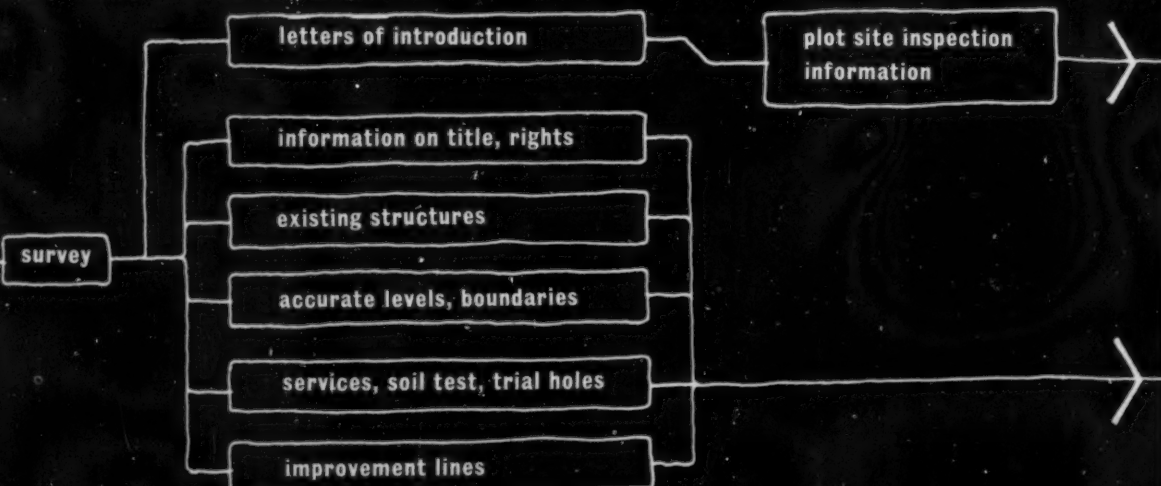 letters of introduction
plot site inspection
information
information on title, rights
existing structures
survey
accurate levels, boundaries
services, soil test, trial holes
improvement lines